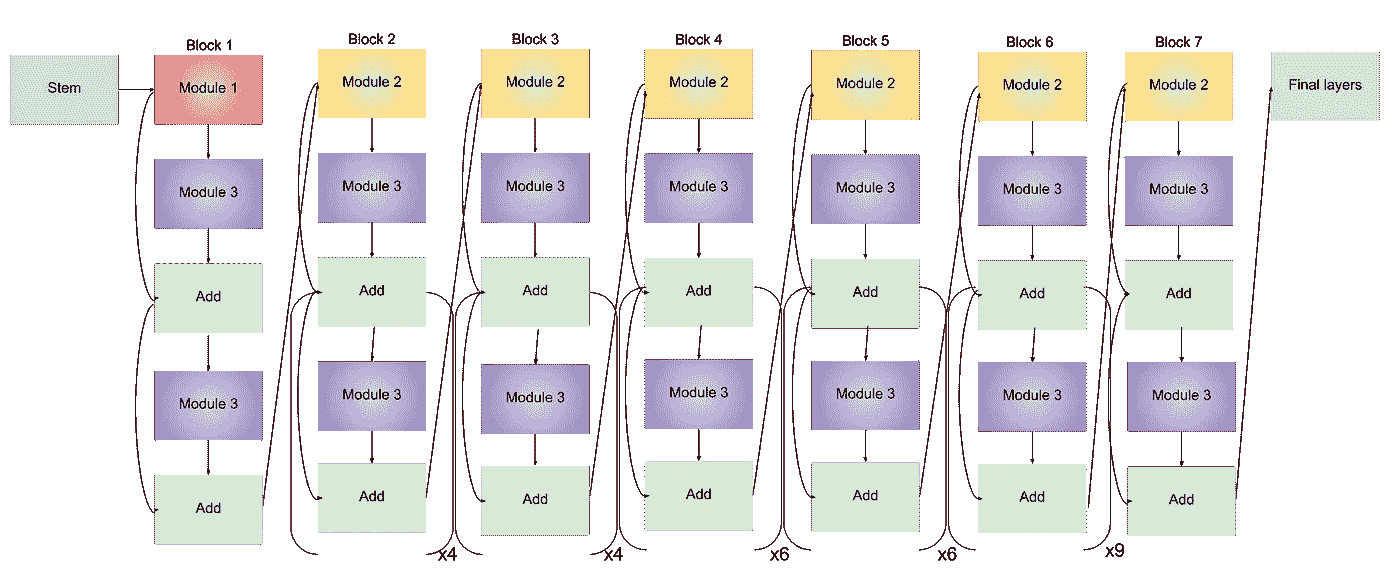 Block 1
Block 2
Block 3
Block 4
Block 5
Block 6
Block 7
Stem
Module 1
Module 2
Module 2
Module 2
Module 2
Module 2
Module 2
Final layers
Module 3
Module 3
Module 3
Module 3
Module 3
Module 3
Module 3
Add
Add
Add
Add
Add
Add
Add
Module 3
Module 3
Module 3
Module 3
Module 3
Module 3
Module 3
Add
Add
Add
Add
Add
Add
Add
x4
x4
x6
x6
x9